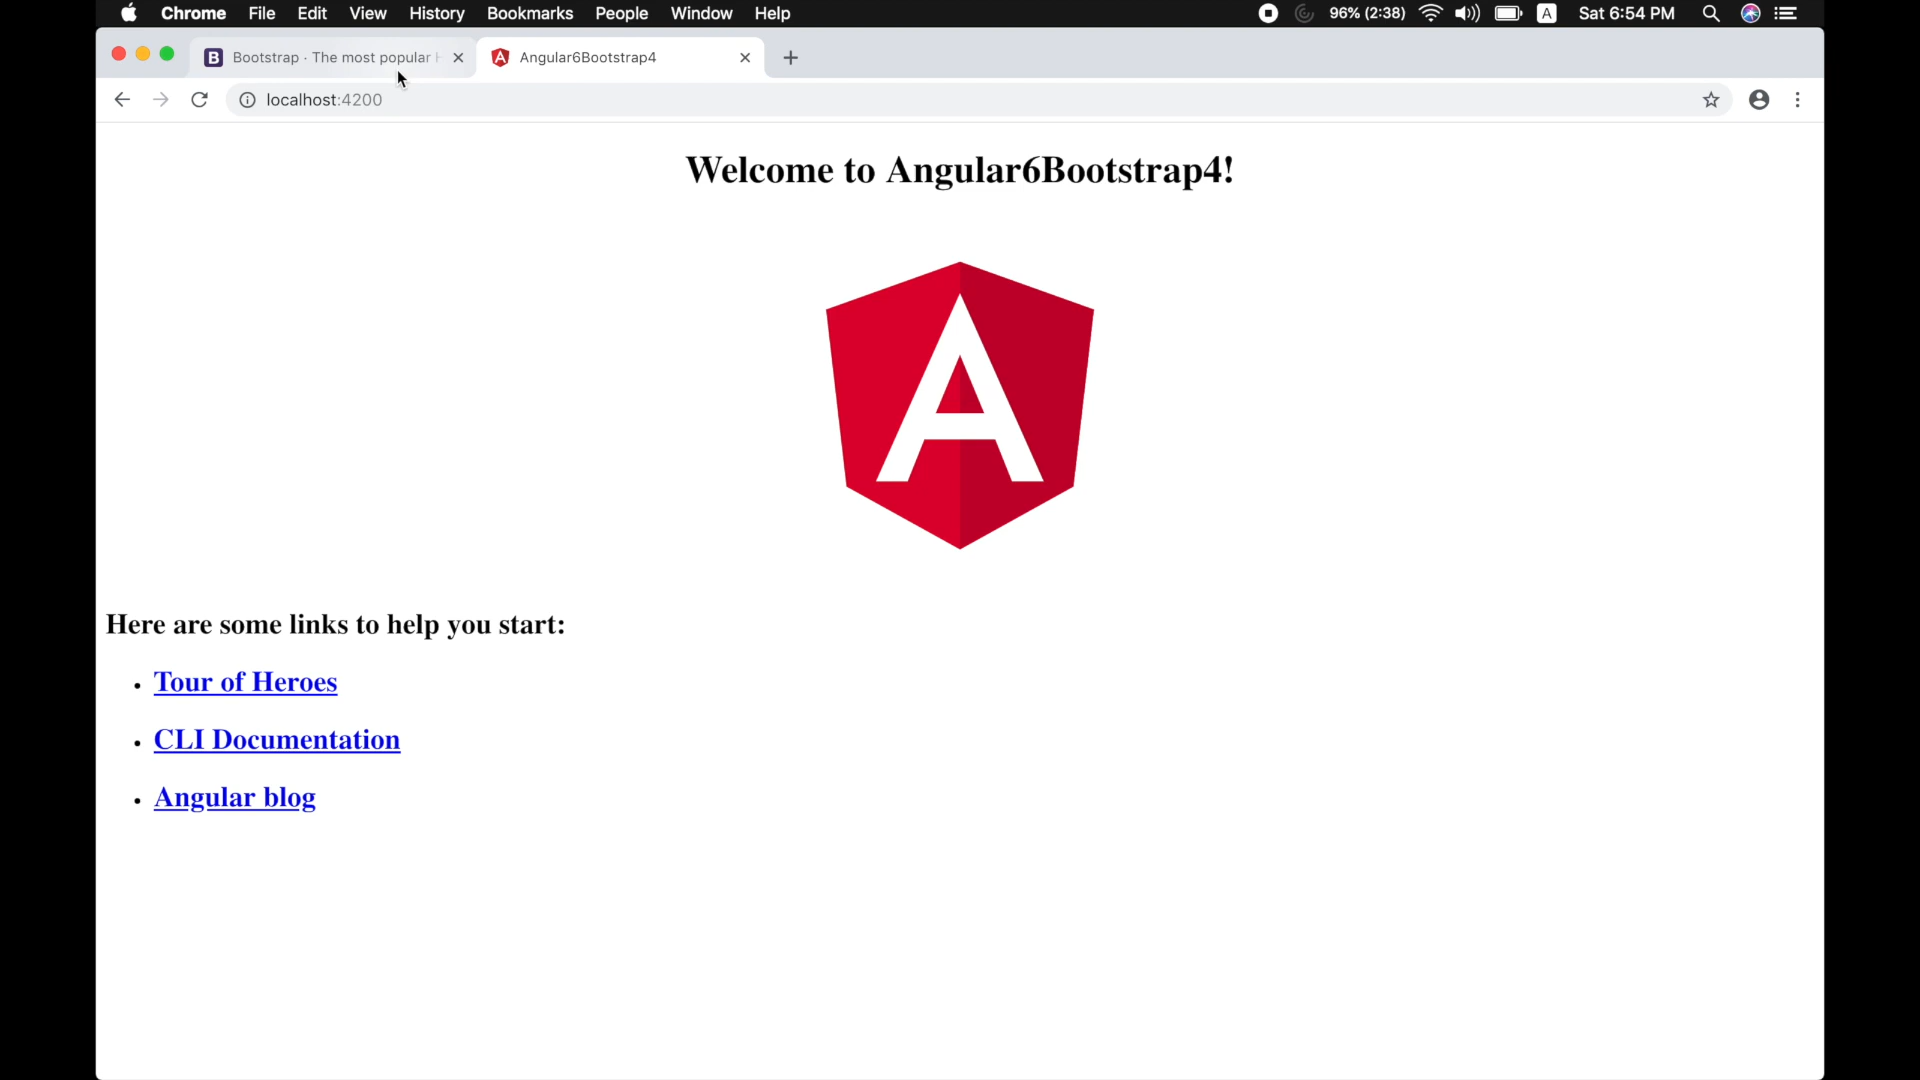 Chrome File Edit View History Bookmarks People Window Help 96% (2:38) A Sat 6:54 PM
B Bootstrap · The most popular Angular6Bootstrap4
localhost:4200
Welcome to Angular6Bootstrap4!
A
Here are some links to help you start:
Tour of Heroes
CLI Documentation
Angular blog